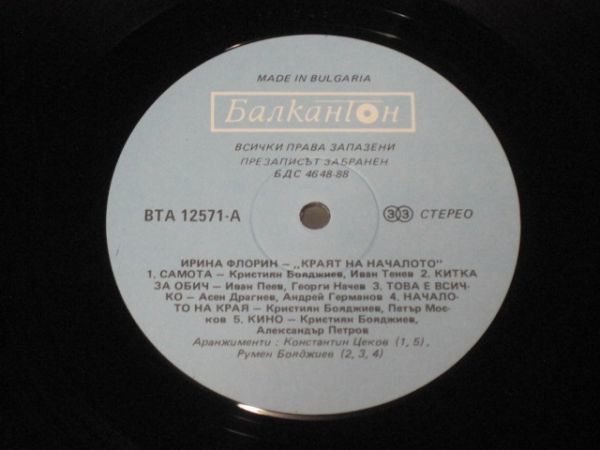 MADE IN BULGARIA
Балкантон
ВСИЧКИ ПРАВА ЗАПАЗЕНИ
ПРЕЗАПИСЪТ ЗАБРАНЕН
БДС 4648-88
ВТА 12571-А
33 СТЕРЕО
ИРИНА ФЛОРИН – „КРАЯТ НА НАЧАЛОТО"
1. САМОТА – Кристиян Бояджиев, Иван Тенев 2. КИТКА
ЗА ОБИЧ – Иван Пеев, Георги Начев 3. ТОВА Е ВСИЧ-
КО – Асен Драгнев, Андрей Германов 4. НАЧАЛО-
ТО НА КРАЯ – Кристиян Бояджиев, Петър Мос-
ков 5. КИНО – Кристиян Бояджиев,
Александър Петров
Аранжименти : Константин Цеков (1, 5),
Румен Бояджиев (2, 3, 4)